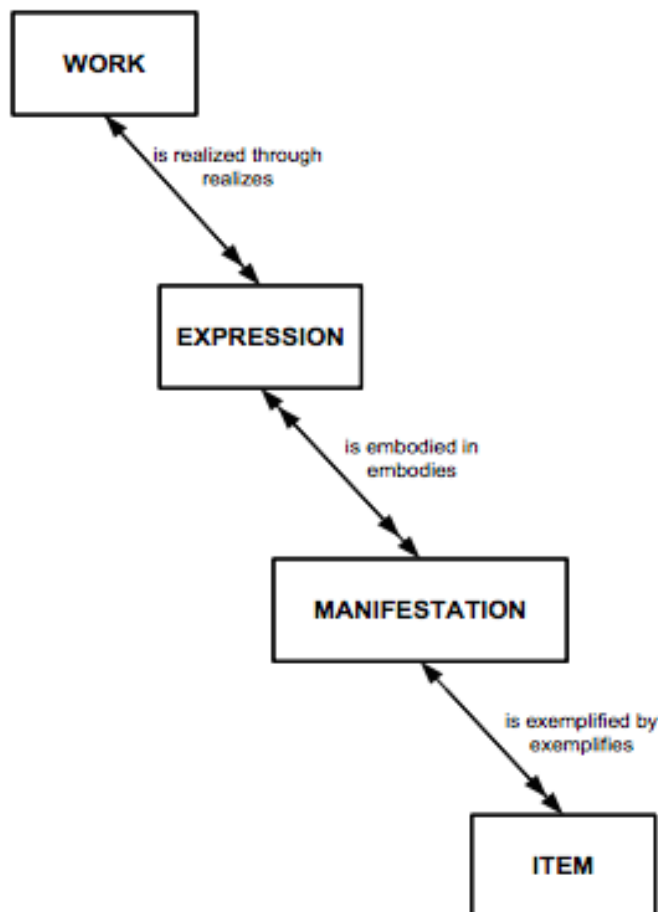 WORK
is realized through
realizes
EXPRESSION
is embodied in
embodies
MANIFESTATION
is exemplified by
exemplifies
ITEM